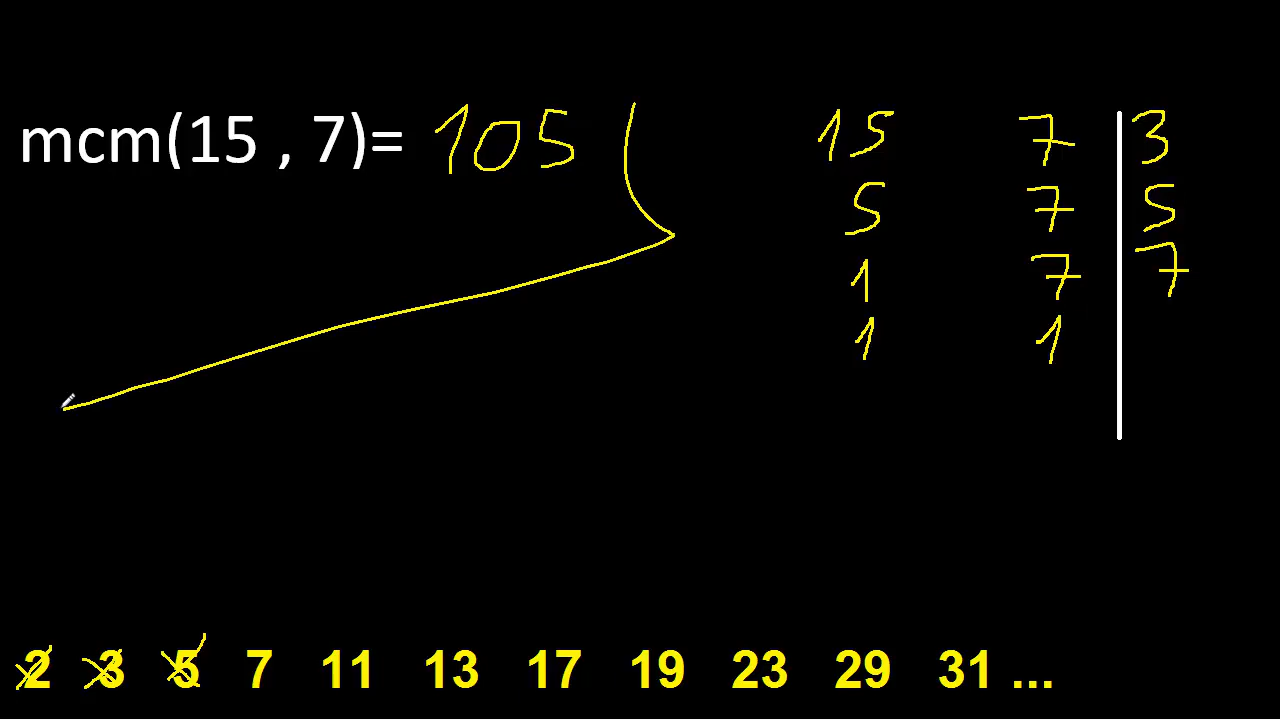 mcm(15 , 7)= 105
15 7 3
5 7 5
1 7 7
1 1
2 3 5 7 11 13 17 19 23 29 31 ...